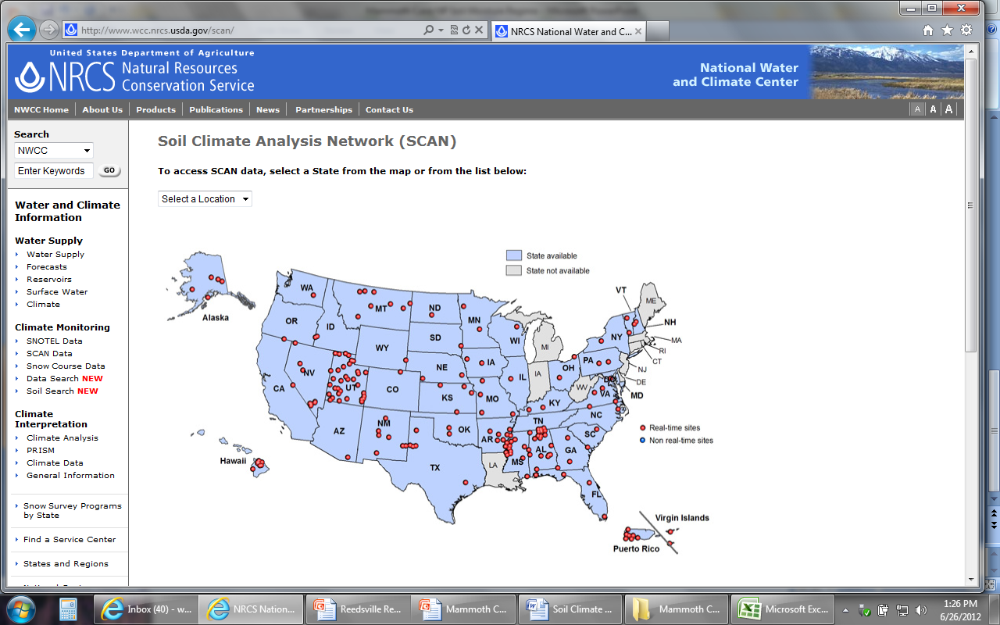 http://www.wcc.nrcs.usda.gov/scan/
NRCS National Water and C...
United States Department of Agriculture
NRCS Natural Resources
Conservation Service
National Water
and Climate Center
NWCC Home About Us Products Publications News Partnerships Contact Us
A A A
Search
NWCC
Enter Keywords GO
Water and Climate
Information
Water Supply
Water Supply
Forecasts
Reservoirs
Surface Water
Climate
Climate Monitoring
SNOTEL Data
SCAN Data
Snow Course Data
Data Search NEW
Soil Search NEW
Climate
Interpretation
Climate Analysis
PRISM
Climate Data
General Information
Snow Survey Programs
by State
Find a Service Center
States and Regions
Soil Climate Analysis Network (SCAN)
To access SCAN data, select a State from the map or from the list below:
Select a Location
State available
State not available
Alaska
WA
OR
ID
MT
ND
MN
WI
MI
NY
VT
ME
NH
MA
RI
CT
NJ
DE
MD
WY
SD
NE
IA
IL
IA
OH
PA
WV
VA
CA
NV
UT
CO
KS
MO
KY
TN
NC
SC
AZ
NM
OK
AR
TX
LA
MS
AL
GA
FL
Hawaii
Real-time sites
Non real-time sites
Virgin Islands
Puerto Rico
Inbox (40) - w...
NRCS Nation...
Reedsville Re...
Mammoth C...
Soil Climate ...
Mammoth C...
Microsoft Exc...
1:26 PM
6/26/2012